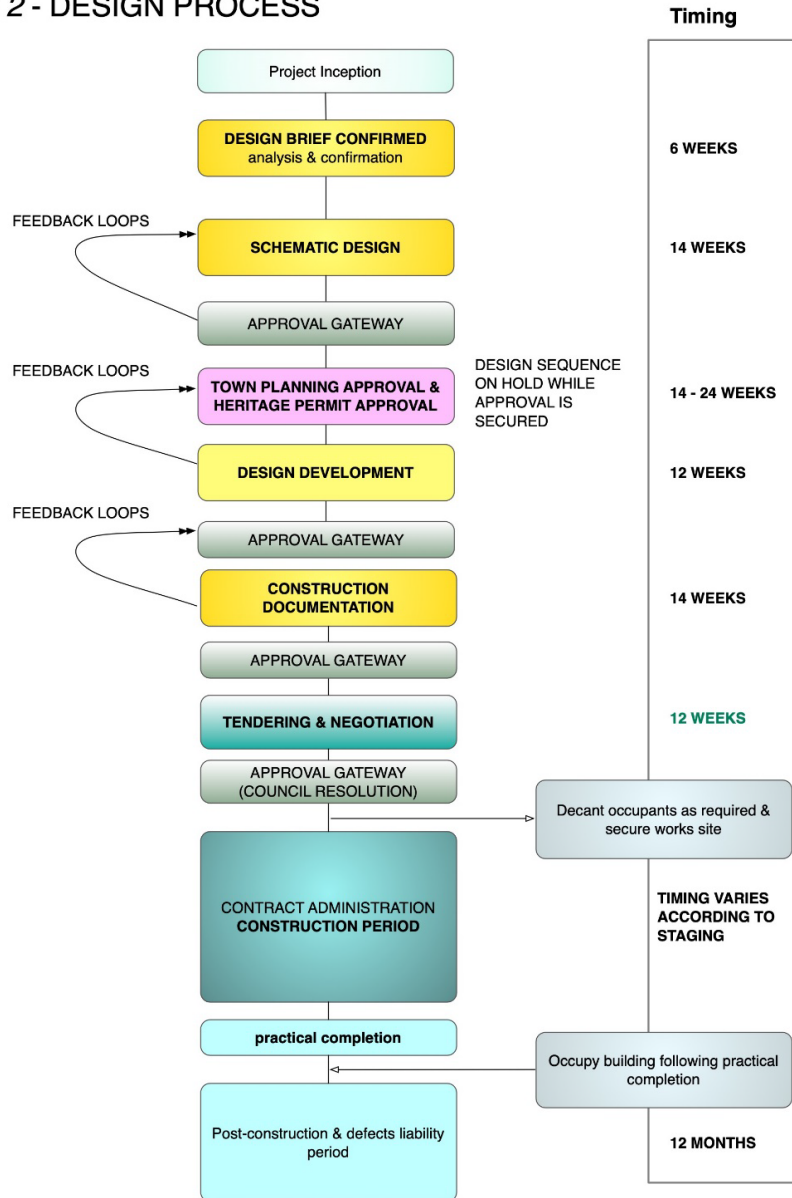 2 - DESIGN PROCESS
Timing
Project Inception
DESIGN BRIEF CONFIRMED
analysis & confirmation
6 WEEKS
FEEDBACK LOOPS
SCHEMATIC DESIGN
14 WEEKS
APPROVAL GATEWAY
FEEDBACK LOOPS
TOWN PLANNING APPROVAL &
HERITAGE PERMIT APPROVAL
DESIGN SEQUENCE
ON HOLD WHILE
APPROVAL IS
SECURED
14 - 24 WEEKS
DESIGN DEVELOPMENT
12 WEEKS
FEEDBACK LOOPS
APPROVAL GATEWAY
CONSTRUCTION
DOCUMENTATION
14 WEEKS
APPROVAL GATEWAY
TENDERING & NEGOTIATION
12 WEEKS
APPROVAL GATEWAY
(COUNCIL RESOLUTION)
Decant occupants as required &
secure works site
CONTRACT ADMINISTRATION
CONSTRUCTION PERIOD
TIMING VARIES
ACCORDING TO
STAGING
practical completion
Occupy building following practical
completion
Post-construction & defects liability
period
12 MONTHS